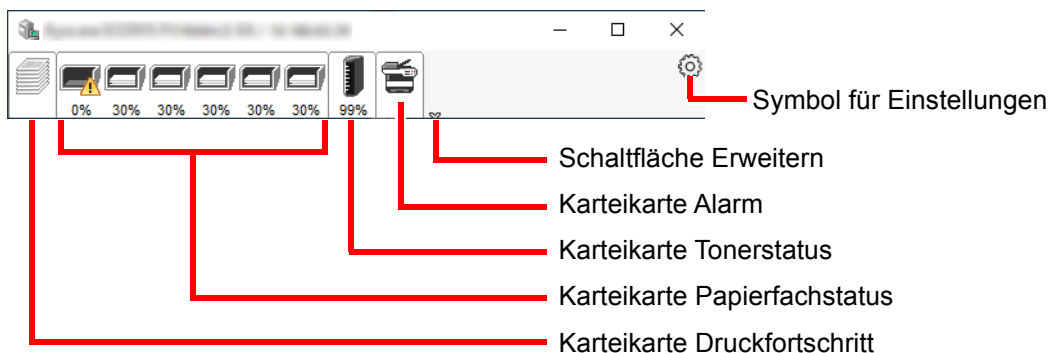 0% 30% 30% 30% 30% 30% 99%
Symbol für Einstellungen
Schaltfläche Erweitern
Karteikarte Alarm
Karteikarte Tonerstatus
Karteikarte Papierfachstatus
Karteikarte Druckfortschritt